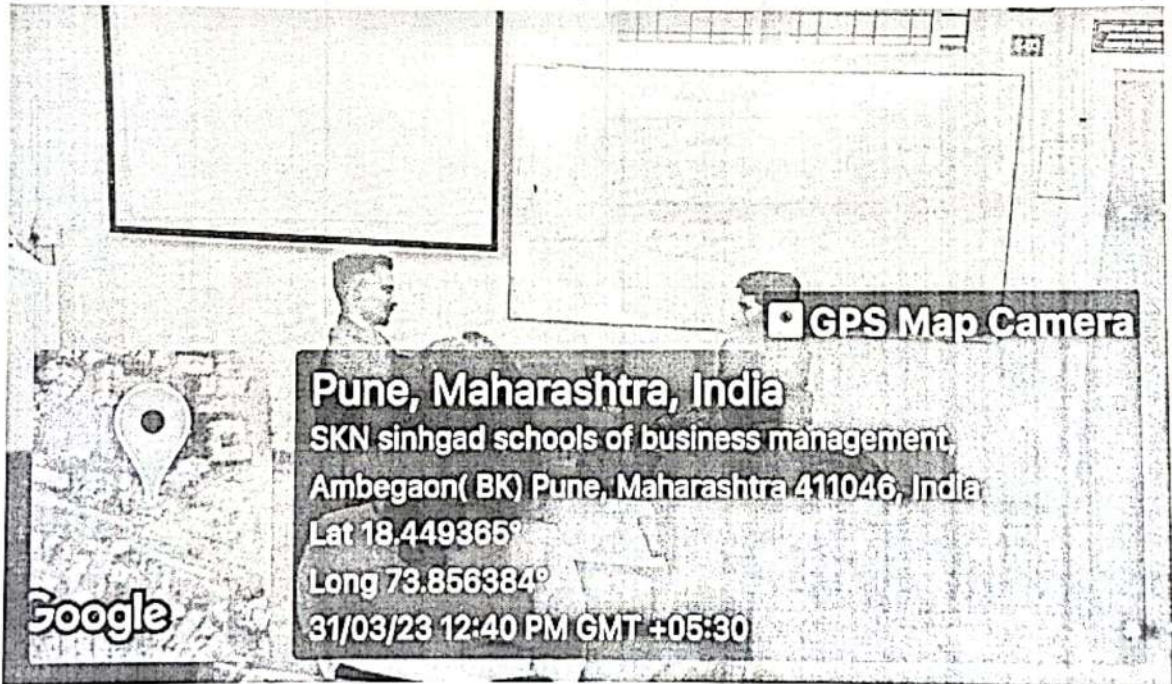 GPS Map Camera
Pune, Maharashtra, India
SKN sinhgad schools of business management,
Ambegaon( BK) Pune, Maharashtra 411046, India
Lat 18.449365°
Long 73.856384°
31/03/23 12:40 PM GMT +05:30
Google